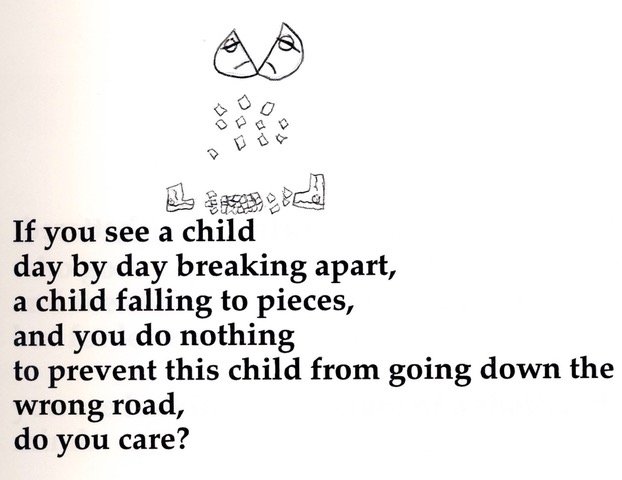 If you see a child
day by day breaking apart,
a child falling to pieces,
and you do nothing
to prevent this child from going down the
wrong road,
do you care?